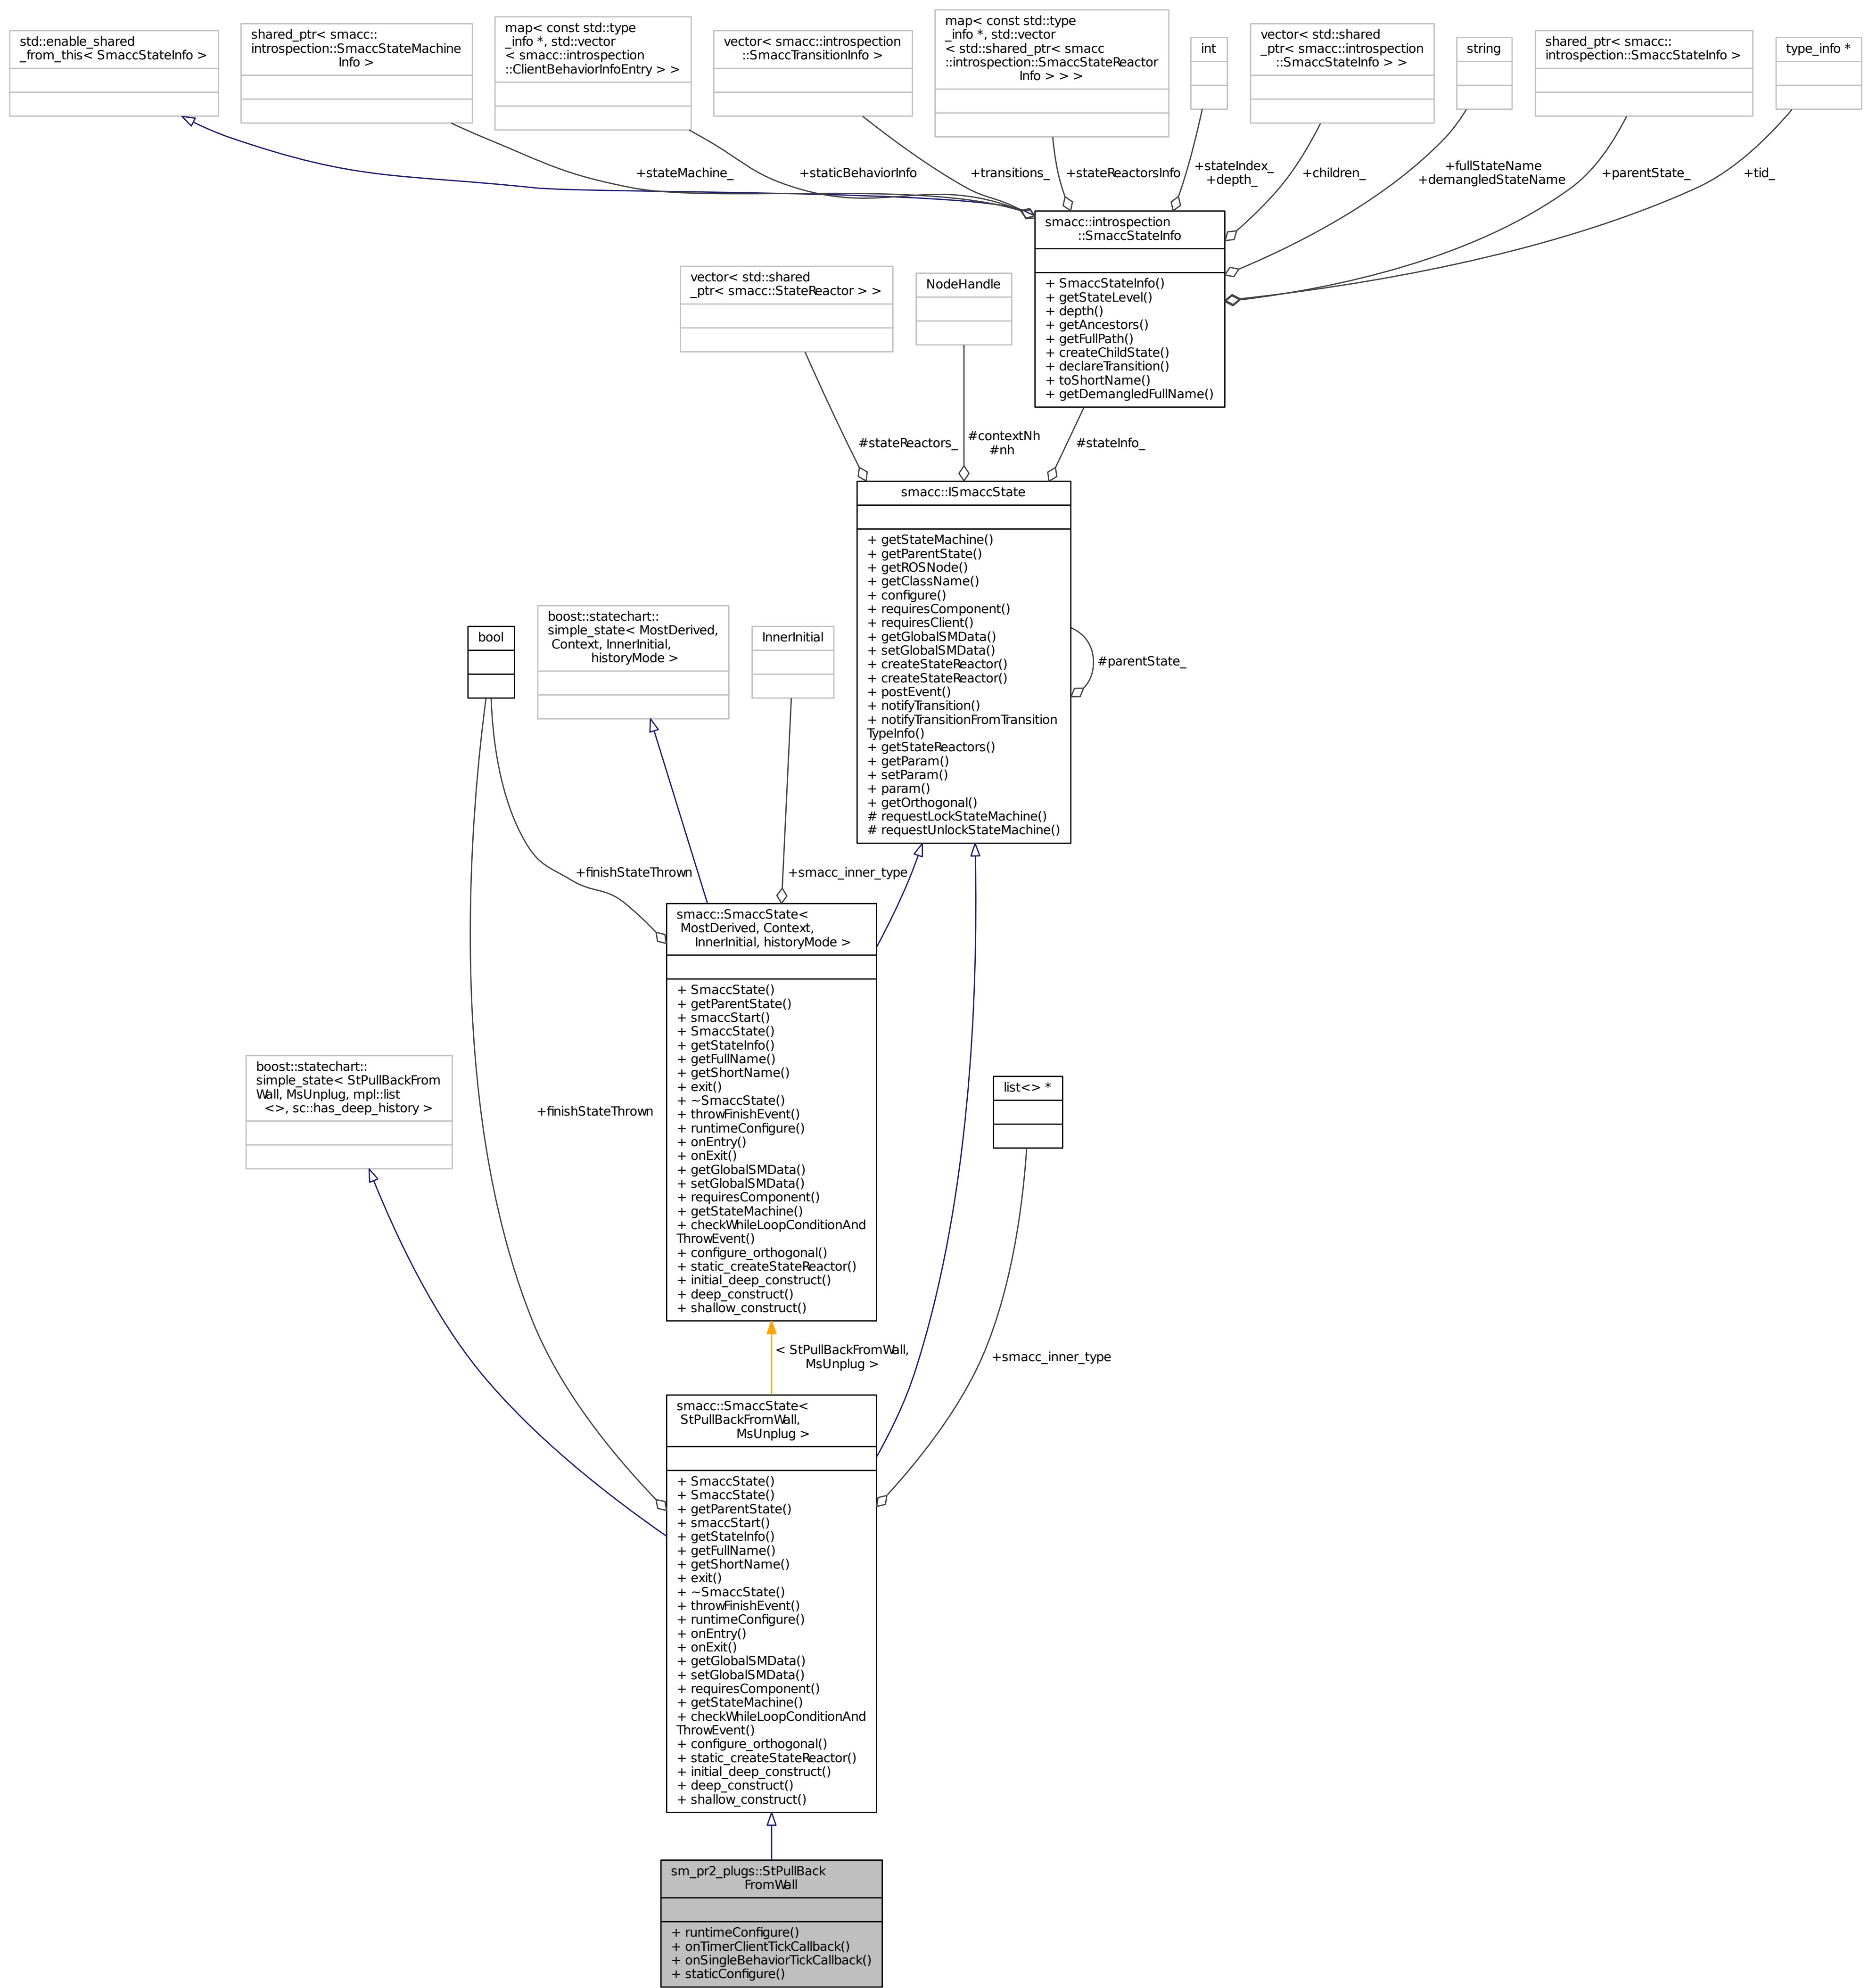 std::enable_shared
_from_this< SmaccStateInfo >
shared_ptr< smacc::
introspection::SmaccStateMachine
Info >
map< const std::type
_info *, std::vector
< smacc::introspection
::ClientBehaviorInfoEntry > >
vector< smacc::introspection
::SmaccTransitionInfo >
map< const std::type
_info *, std::vector
< std::shared_ptr< smacc
::introspection::SmaccStateReactor
Info > > >
int
vector< std::shared
_ptr< smacc::introspection
::SmaccStateInfo > >
string
shared_ptr< smacc::
introspection::SmaccStateInfo >
type_info *
+stateMachine_
+staticBehaviorInfo
+transitions_
+stateReactorsInfo
+stateIndex_
+depth_
+children_
+fullStateName
+demangledStateName
+parentState_
+tid_
smacc::introspection
::SmaccStateInfo
+ SmaccStateInfo()
+ getStateLevel()
+ depth()
+ getAncestors()
+ getFullPath()
+ createChildState()
+ declareTransition()
+ toShortName()
+ getDemangledFullName()
vector< std::shared
_ptr< smacc::StateReactor > >
NodeHandle
#stateReactors_
#contextNh
#nh
#stateInfo_
smacc::ISmaccState
+ getStateMachine()
+ getParentState()
+ getROSNode()
+ getClassName()
+ configure()
+ requiresComponent()
+ requiresClient()
+ getGlobalSMData()
+ setGlobalSMData()
+ createStateReactor()
+ createStateReactor()
+ postEvent()
+ notifyTransition()
+ notifyTransitionFromTransition
TypeInfo()
+ getStateReactors()
+ getParam()
+ setParam()
+ param()
+ getOrthogonal()
# requestLockStateMachine()
# requestUnlockStateMachine()
#parentState_
bool
boost::statechart::
simple_state< MostDerived,
Context, InnerInitial,
historyMode >
InnerInitial
+finishStateThrown
+smacc_inner_type
smacc::SmaccState<
MostDerived, Context,
InnerInitial, historyMode >
+ SmaccState()
+ getParentState()
+ smaccStart()
+ SmaccState()
+ getStateInfo()
+ getFullName()
+ getShortName()
+ exit()
+ ~SmaccState()
+ throwFinishEvent()
+ runtimeConfigure()
+ onEntry()
+ onExit()
+ getGlobalSMData()
+ setGlobalSMData()
+ requiresComponent()
+ getStateMachine()
+ checkWhileLoopConditionAnd
ThrowEvent()
+ configure_orthogonal()
+ static_createStateReactor()
+ initial_deep_construct()
+ deep_construct()
+ shallow_construct()
boost::statechart::
simple_state< StPullBackFrom
Wall, MsUnplug, mpl::list
<>, sc::has_deep_history >
+finishStateThrown
list<> *
< StPullBackFromWall,
MsUnplug >
+smacc_inner_type
smacc::SmaccState<
StPullBackFromWall,
MsUnplug >
+ SmaccState()
+ SmaccState()
+ getParentState()
+ smaccStart()
+ getStateInfo()
+ getFullName()
+ getShortName()
+ exit()
+ ~SmaccState()
+ throwFinishEvent()
+ runtimeConfigure()
+ onEntry()
+ onExit()
+ getGlobalSMData()
+ setGlobalSMData()
+ requiresComponent()
+ getStateMachine()
+ checkWhileLoopConditionAnd
ThrowEvent()
+ configure_orthogonal()
+ static_createStateReactor()
+ initial_deep_construct()
+ deep_construct()
+ shallow_construct()
sm_pr2_plugs::StPullBack
FromWall
+ runtimeConfigure()
+ onTimerClientTickCallback()
+ onSingleBehaviorTickCallback()
+ staticConfigure()